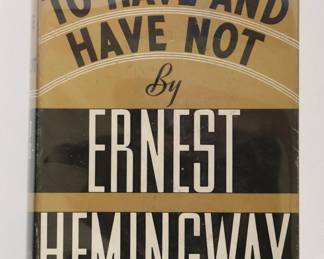 TO HAVE AND
HAVE NOT
By
ERNEST
HEMINGWAY